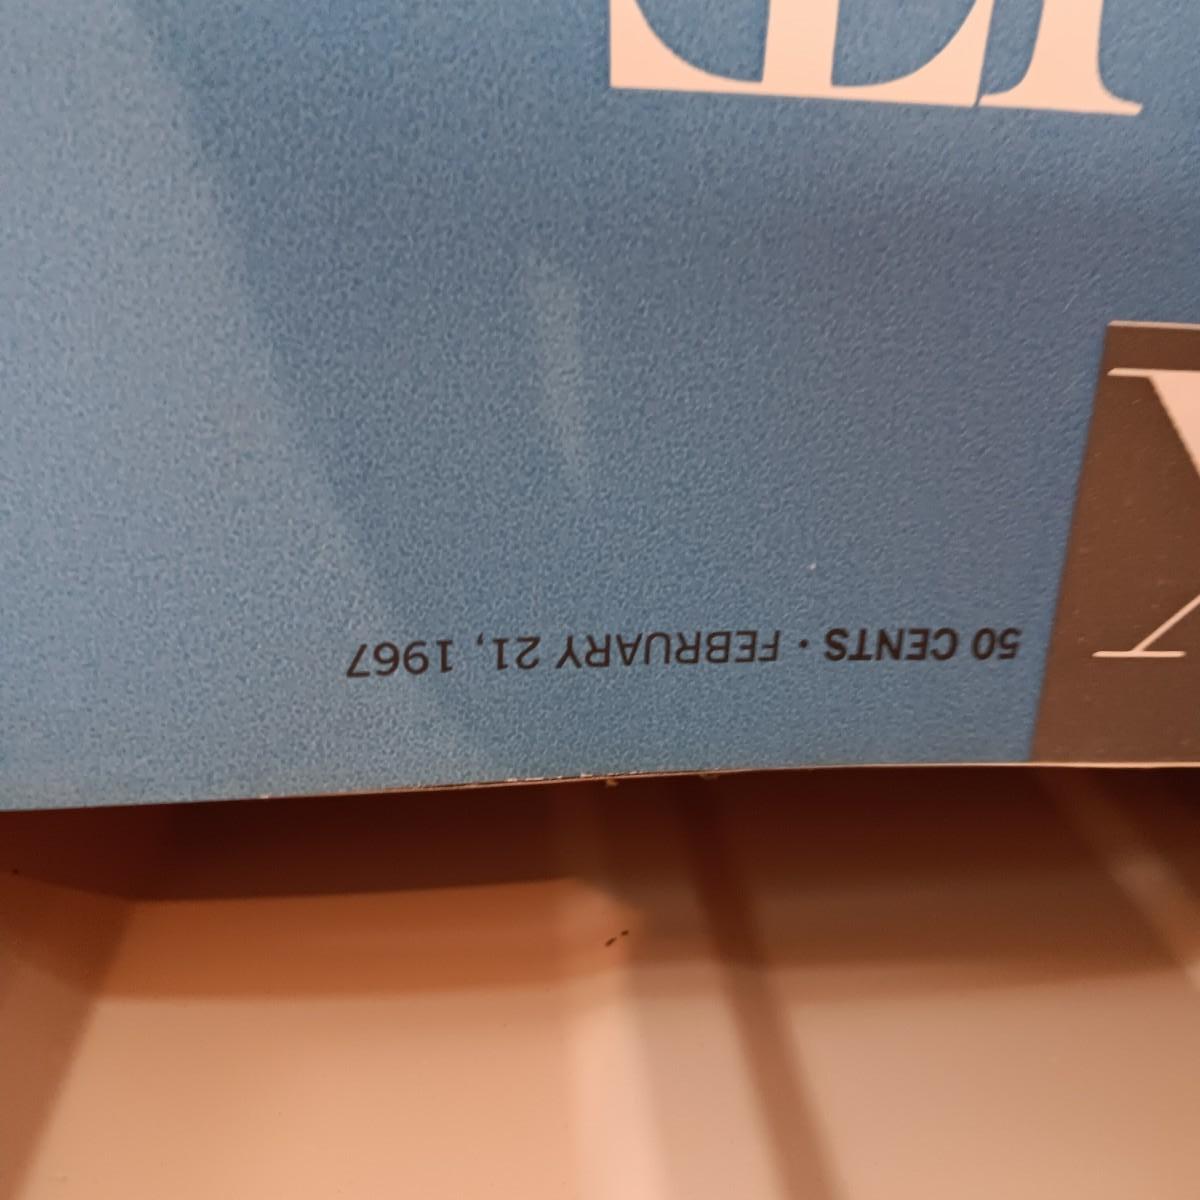 50 CENTS · FEBRUARY 21, 1967